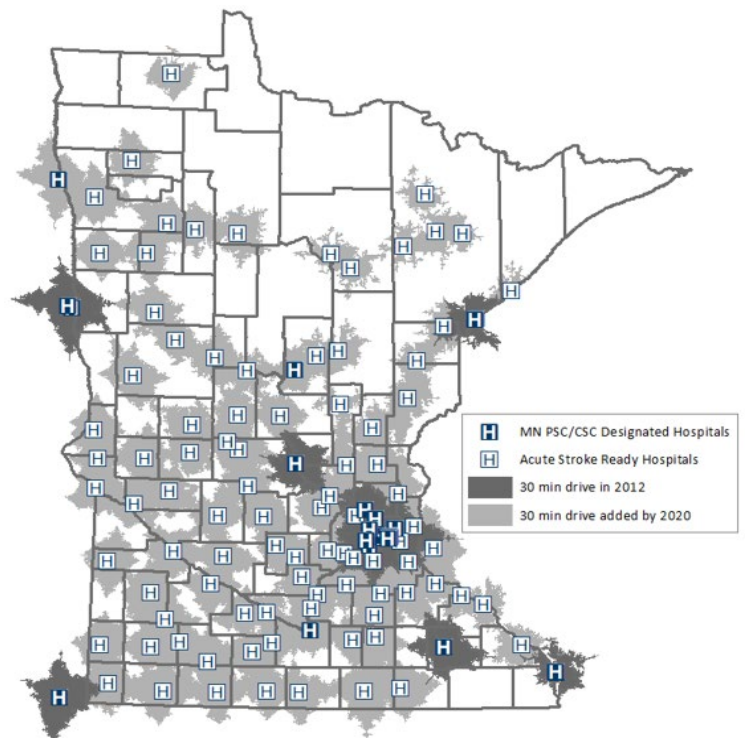 MN PSC/CSC Designated Hospitals
Acute Stroke Ready Hospitals
30 min drive in 2012
30 min drive added by 2020